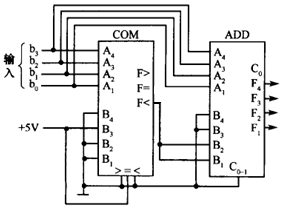 COM
ADD
输入
b₃
b₂
b₁
b₀
A₄
A₃
A₂
A₁
F>
F=
F<
+5V
B₄
B₃
B₂
B₁
> = <
A₄
A₃
A₂
A₁
C₀
F₄
F₃
F₂
F₁
B₄
B₃
B₂
B₁
C₀₋₁